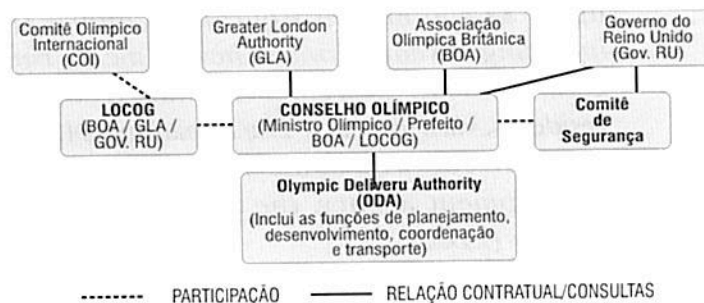 Comitê Olímpico
Internacional
(COI)
Greater London
Authority
(GLA)
Associação
Olímpica Britânica
(BOA)
Governo do
Reino Unido
(Gov. RU)
LOCOG
(BOA / GLA /
GOV. RU)
CONSELHO OLÍMPICO
(Ministro Olímpico / Prefeito /
BOA / LOCOG)
Comitê
de
Segurança
Olympic Deliveru Authority
(ODA)
(Inclui as funções de planejamento,
desenvolvimento, coordenação
e transporte)
PARTICIPAÇÃO
RELAÇÃO CONTRATUAL/CONSULTAS